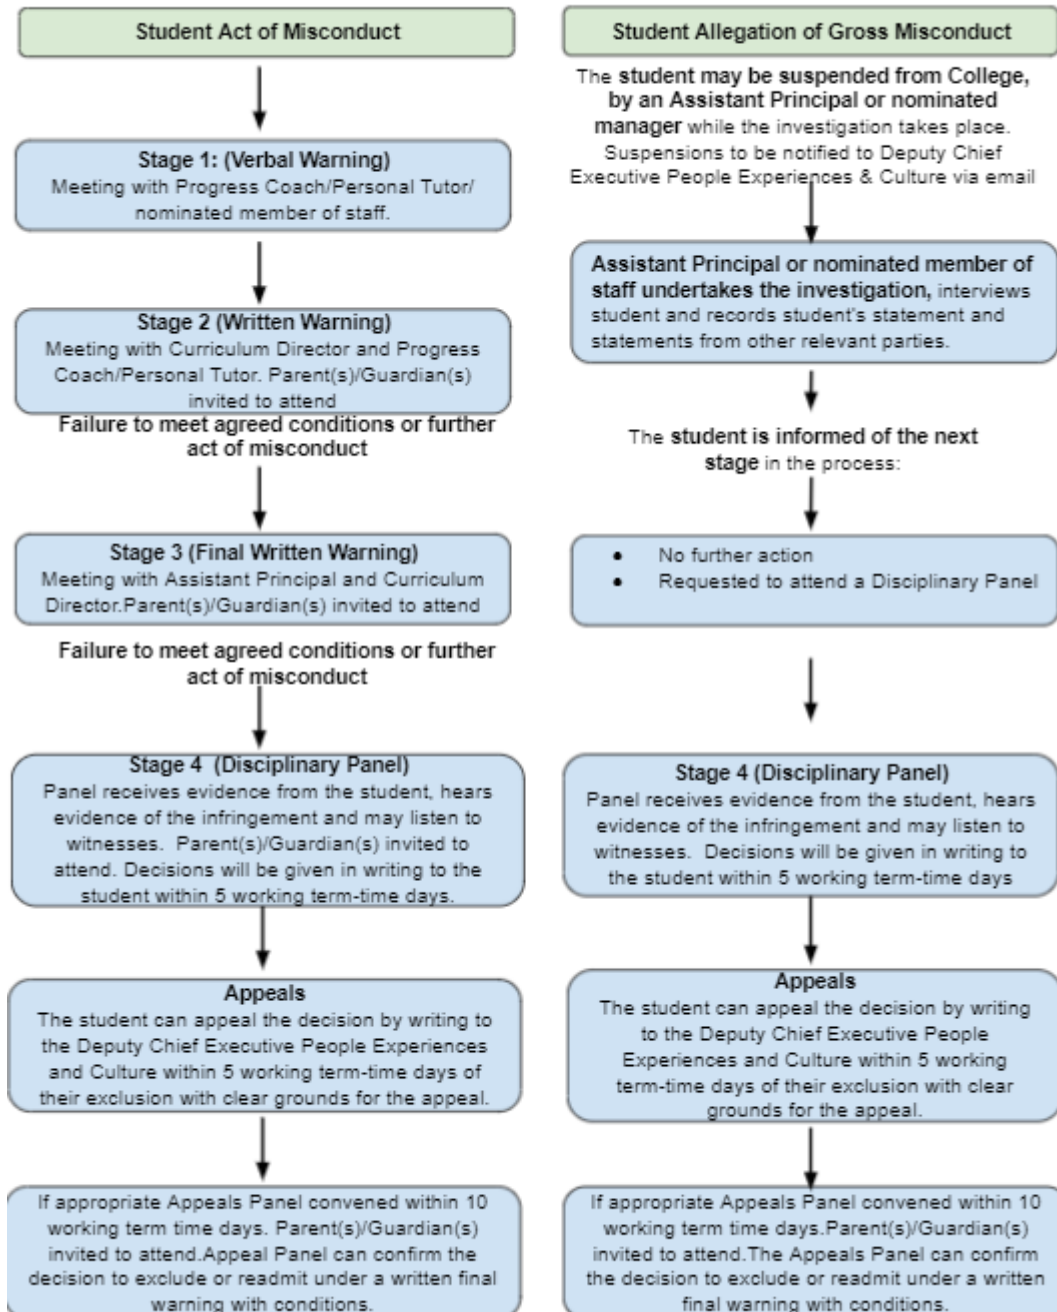 Student Act of Misconduct
Stage 1: (Verbal Warning)
Meeting with Progress Coach/Personal Tutor/
nominated member of staff.
Stage 2 (Written Warning)
Meeting with Curriculum Director and Progress
Coach/Personal Tutor. Parent(s)/Guardian(s)
invited to attend
Failure to meet agreed conditions or further
act of misconduct
Stage 3 (Final Written Warning)
Meeting with Assistant Principal and Curriculum
Director.Parent(s)/Guardian(s) invited to attend
Failure to meet agreed conditions or further
act of misconduct
Stage 4 (Disciplinary Panel)
Panel receives evidence from the student, hears
evidence of the infringement and may listen to
witnesses. Parent(s)/Guardian(s) invited to
attend. Decisions will be given in writing to the
student within 5 working term-time days.
Appeals
The student can appeal the decision by writing to
the Deputy Chief Executive People Experiences
and Culture within 5 working term-time days of
their exclusion with clear grounds for the appeal.
If appropriate Appeals Panel convened within 10
working term time days. Parent(s)/Guardian(s)
invited to attend.Appeal Panel can confirm the
decision to exclude or readmit under a written final
warning with conditions.
Student Allegation of Gross Misconduct
The student may be suspended from College,
by an Assistant Principal or nominated
manager while the investigation takes place.
Suspensions to be notified to Deputy Chief
Executive People Experiences & Culture via email
Assistant Principal or nominated member of
staff undertakes the investigation, interviews
student and records student's statement and
statements from other relevant parties.
The student is informed of the next
stage in the process:
● No further action
● Requested to attend a Disciplinary Panel
Stage 4 (Disciplinary Panel)
Panel receives evidence from the student, hears
evidence of the infringement and may listen to
witnesses. Decisions will be given in writing to
the student within 5 working term-time days
Appeals
The student can appeal the decision by writing
to the Deputy Chief Executive People
Experiences and Culture within 5 working
term-time days of their exclusion with clear
grounds for the appeal.
If appropriate Appeals Panel convened within 10
working term time days.Parent(s)/Guardian(s)
invited to attend.The Appeals Panel can confirm
the decision to exclude or readmit under a written
final warning with conditions.